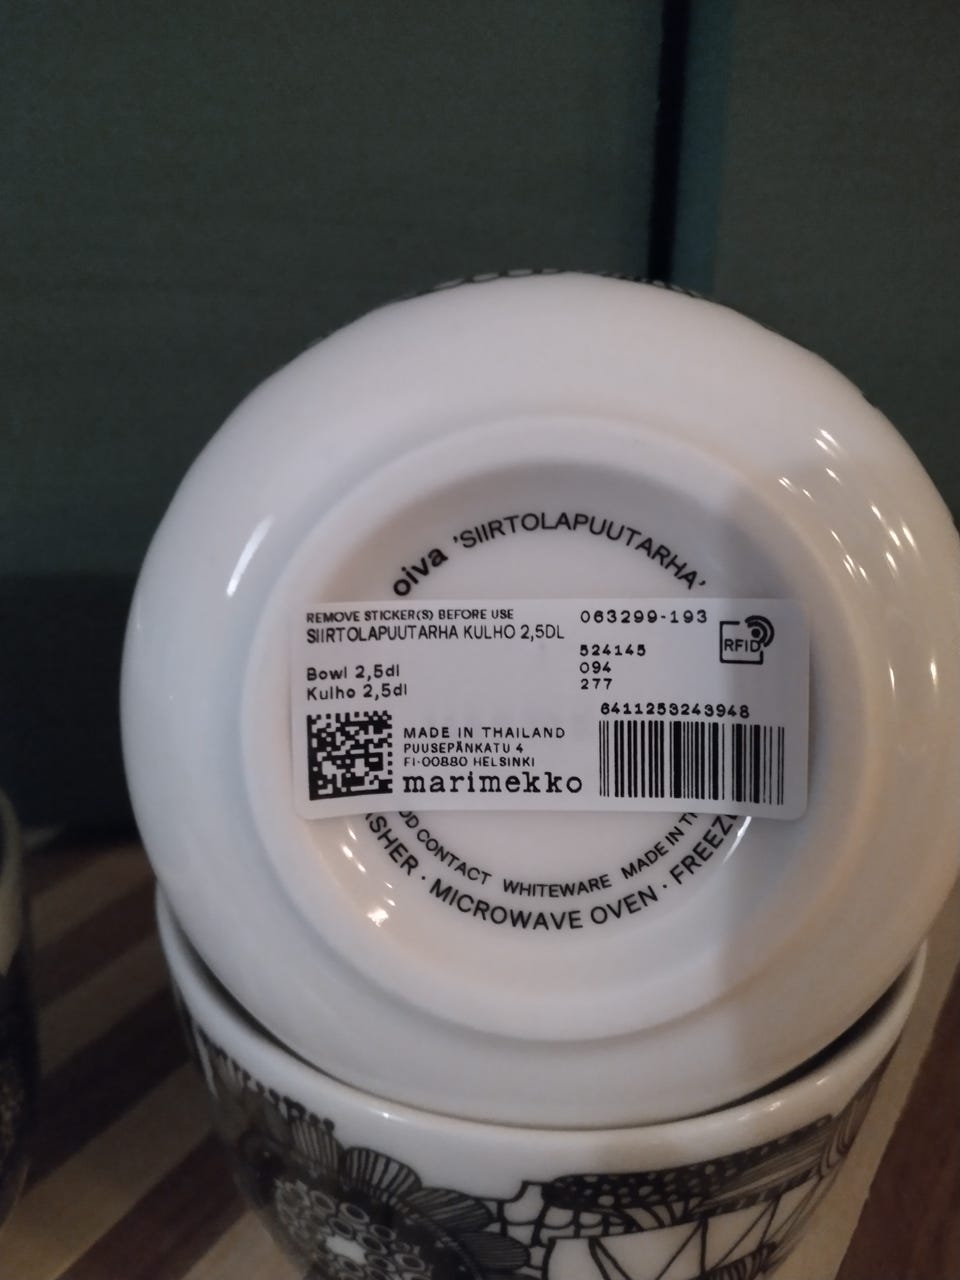 oiva 'SIIRTOLAPUUTARHA'
REMOVE STICKER(S) BEFORE USE
SIIRTOLAPUUTARHA KULHO 2,5DL
Bowl 2,5dl
Kulho 2,5dl
063299-193
RFID
524145
094
277
6411253243948
MADE IN THAILAND
PUUSEPÄNKATU 4
FI-00880 HELSINKI
marimekko
OD CONTACT WHITEWARE MADE IN
ASHER · MICROWAVE OVEN · FREEZ